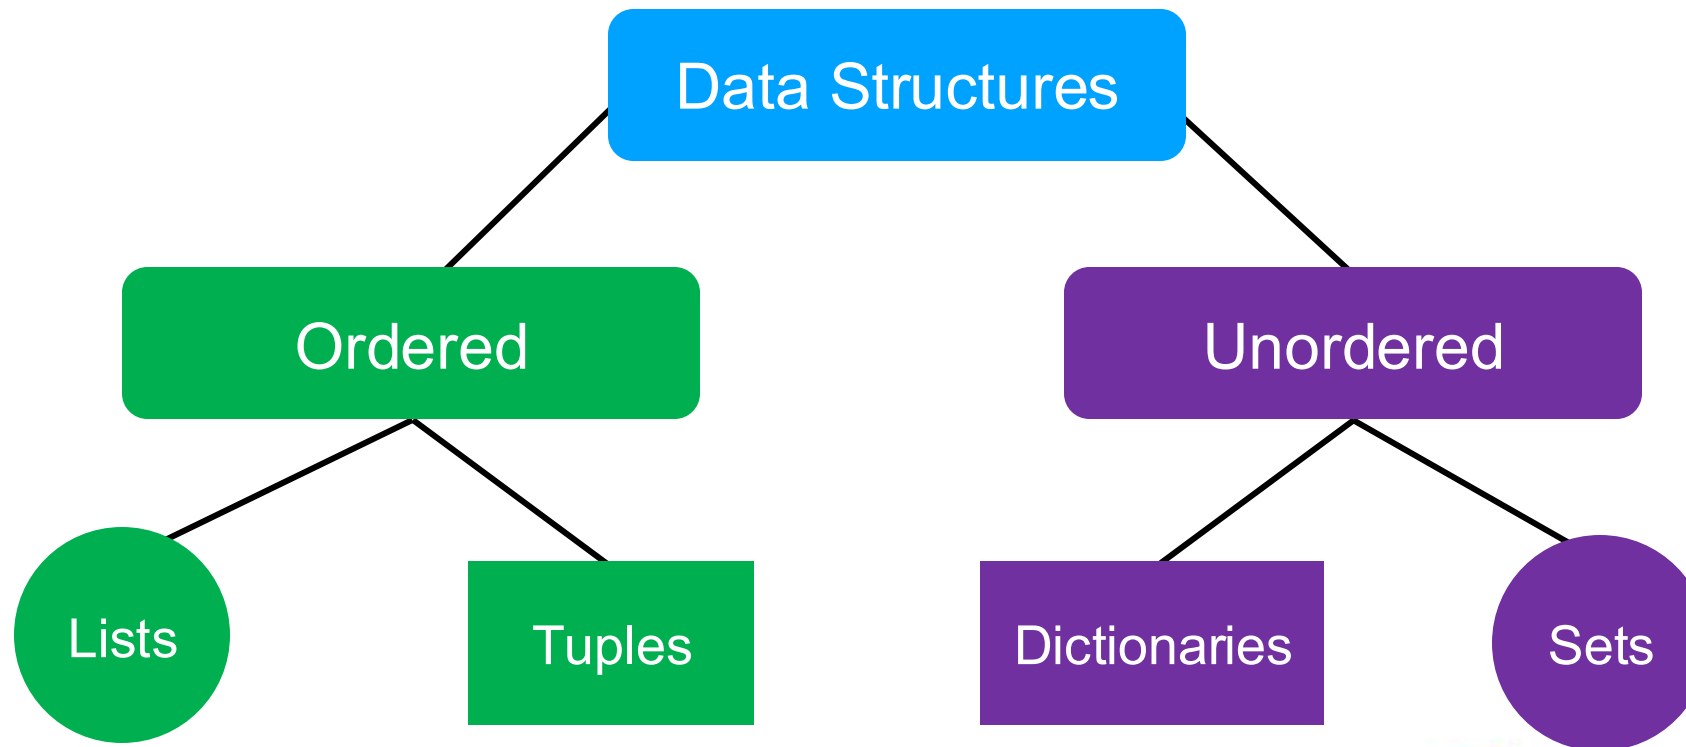 Data Structures
Ordered
Unordered
Lists
Tuples
Dictionaries
Sets